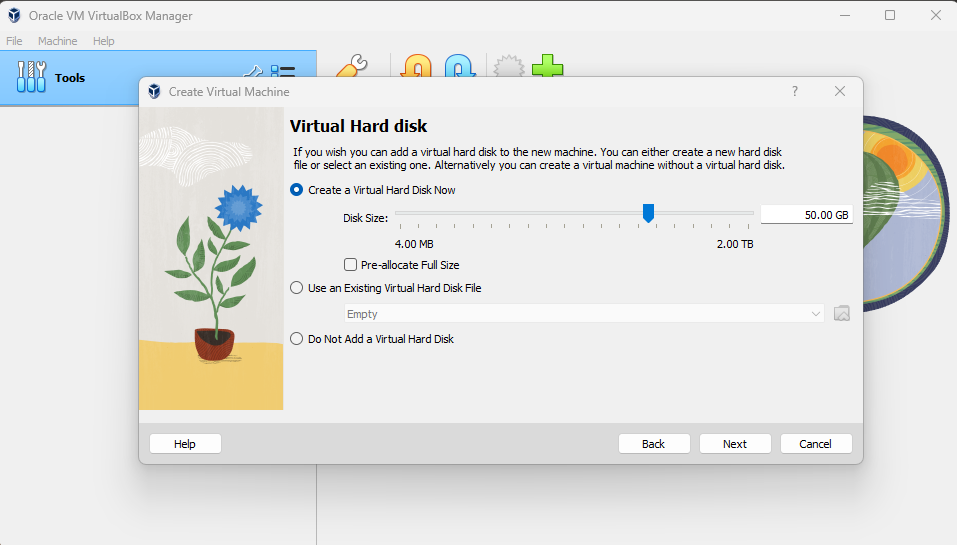 Oracle VM VirtualBox Manager
File Machine Help
Tools
Create Virtual Machine
?
Virtual Hard disk
If you wish you can add a virtual hard disk to the new machine. You can either create a new hard disk
file or select an existing one. Alternatively you can create a virtual machine without a virtual hard disk.
Create a Virtual Hard Disk Now
Disk Size:
50.00 GB
4.00 MB 2.00 TB
Pre-allocate Full Size
Use an Existing Virtual Hard Disk File
Empty
Do Not Add a Virtual Hard Disk
Help Back Next Cancel